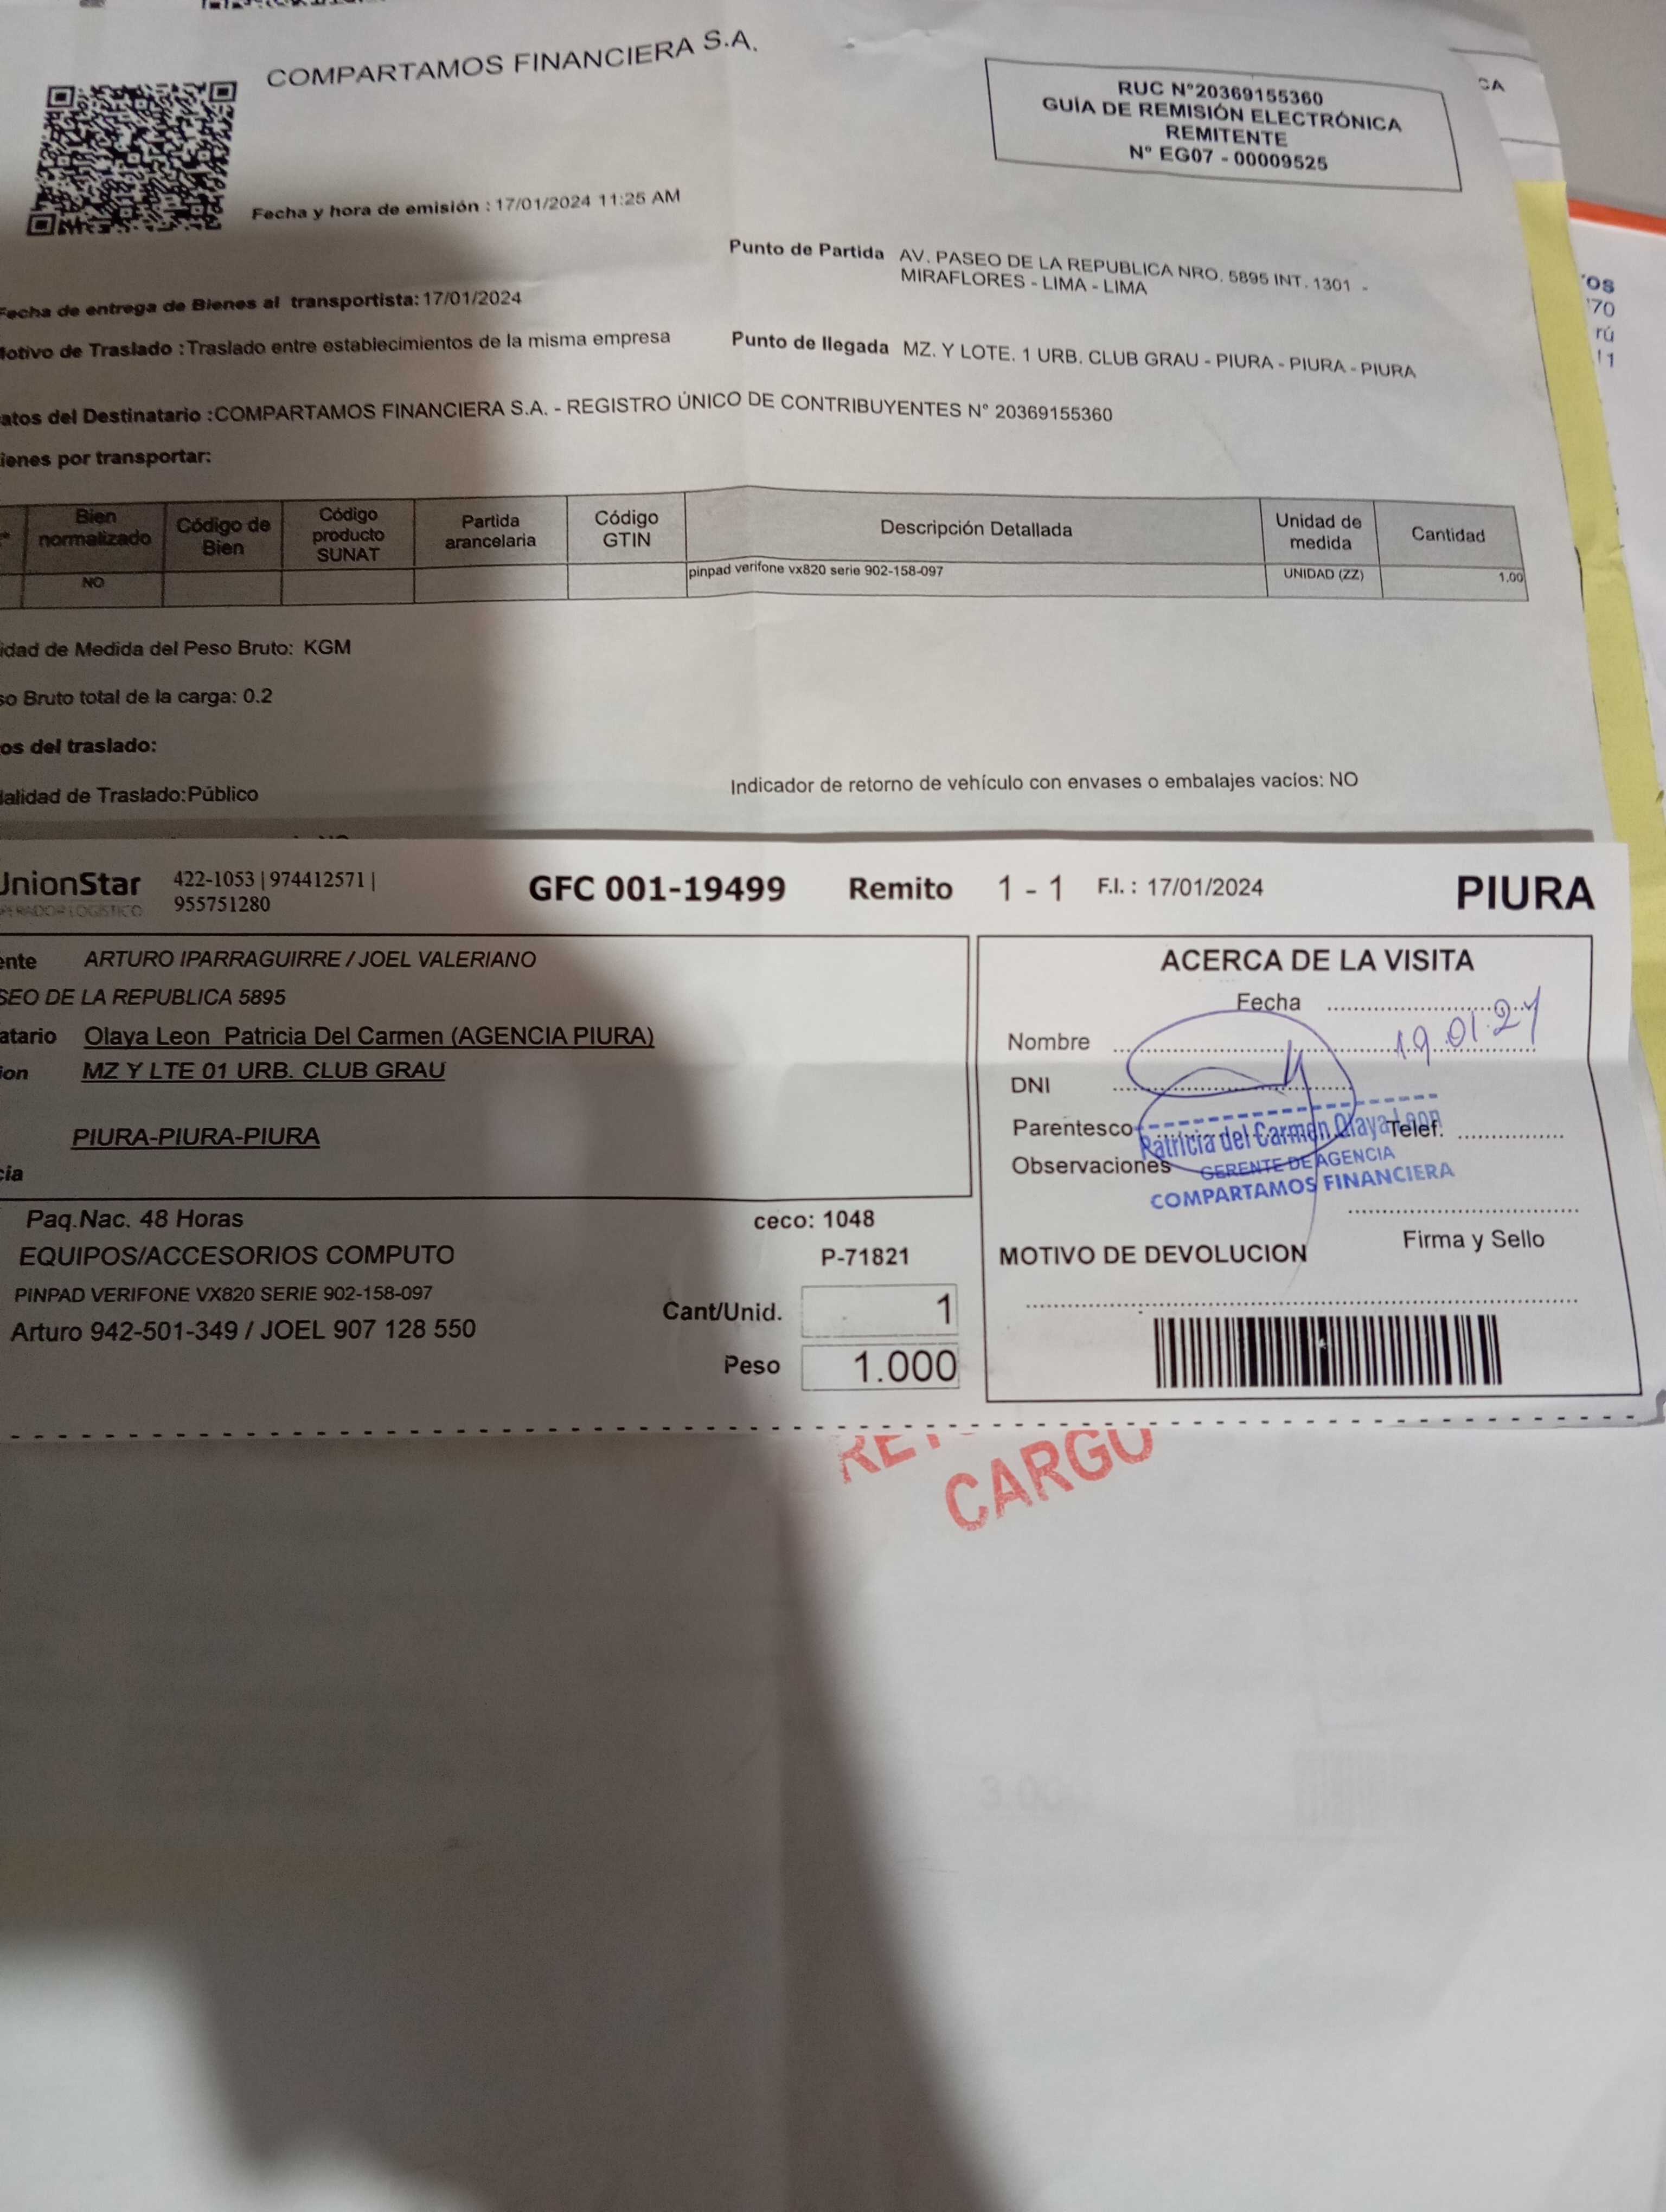 COMPARTAMOS FINANCIERA S.A.
RUC N°20369155360
GUÍA DE REMISIÓN ELECTRÓNICA
REMITENTE
N° EG07 - 00009525
Fecha y hora de emisión : 17/01/2024 11:25 AM
Punto de Partida AV. PASEO DE LA REPUBLICA NRO. 5895 INT. 1301 -
MIRAFLORES - LIMA - LIMA
Fecha de entrega de Bienes al transportista: 17/01/2024
otivo de Traslado : Traslado entre establecimientos de la misma empresa
Punto de llegada MZ. Y LOTE. 1 URB. CLUB GRAU - PIURA - PIURA - PIURA
atos del Destinatario : COMPARTAMOS FINANCIERA S.A. - REGISTRO ÚNICO DE CONTRIBUYENTES N° 20369155360
ienes por transportar:
Bien normalizado Código de Bien Código producto SUNAT Partida arancelaria Código GTIN Descripción Detallada Unidad de medida Cantidad
NO pinpad verifone vx820 serie 902-158-097 UNIDAD (ZZ) 1.00
idad de Medida del Peso Bruto: KGM
so Bruto total de la carga: 0.2
os del traslado:
alidad de Traslado: Público
Indicador de retorno de vehículo con envases o embalajes vacíos: NO
UnionStar
OPERADOR LOGÍSTICO
422-1053 | 974412571 |
955751280
GFC 001-19499 Remito 1 - 1 F.I. : 17/01/2024 PIURA
ente ARTURO IPARRAGUIRRE / JOEL VALERIANO
SEO DE LA REPUBLICA 5895
atario Olaya Leon Patricia Del Carmen (AGENCIA PIURA)
ion MZ Y LTE 01 URB. CLUB GRAU
PIURA-PIURA-PIURA
cia
ACERCA DE LA VISITA
Fecha
19.01.24
Nombre
DNI
Parentesco
Telef.
Observaciones
Patricia del Carmen Olaya Leon
GERENTE DE AGENCIA
COMPARTAMOS FINANCIERA
Firma y Sello
MOTIVO DE DEVOLUCION
Paq.Nac. 48 Horas ceco: 1048
EQUIPOS/ACCESORIOS COMPUTO P-71821
PINPAD VERIFONE VX820 SERIE 902-158-097
Cant/Unid. 1
Arturo 942-501-349 / JOEL 907 128 550
Peso 1.000
CARGO